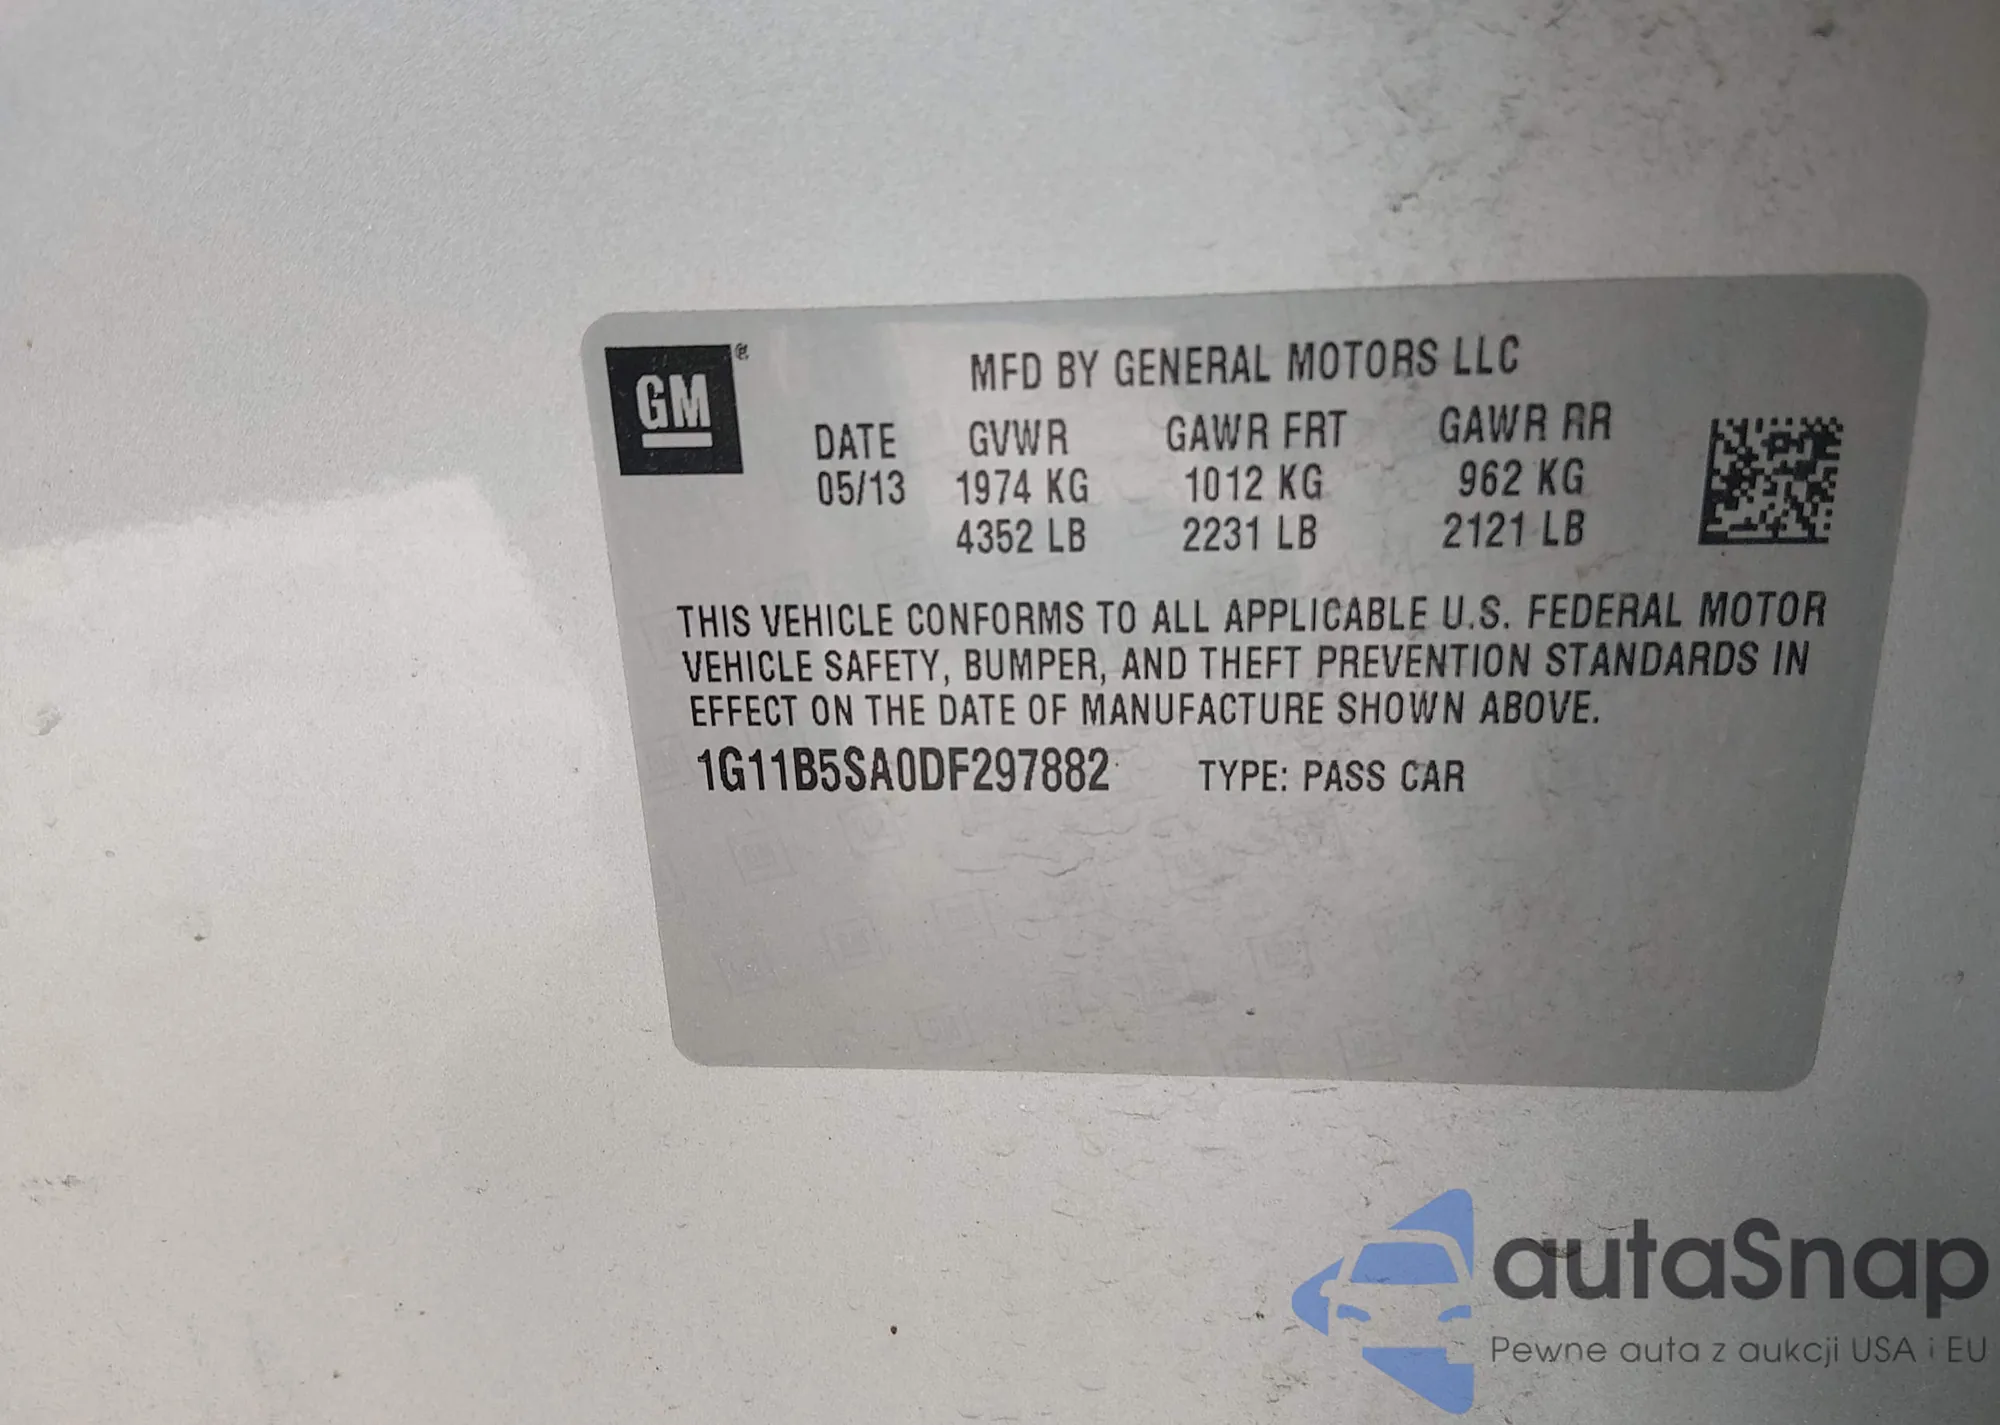 GM®
MFD BY GENERAL MOTORS LLC
DATE GVWR GAWR FRT GAWR RR
05/13 1974 KG 1012 KG 962 KG
4352 LB 2231 LB 2121 LB
THIS VEHICLE CONFORMS TO ALL APPLICABLE U.S. FEDERAL MOTOR
VEHICLE SAFETY, BUMPER, AND THEFT PREVENTION STANDARDS IN
EFFECT ON THE DATE OF MANUFACTURE SHOWN ABOVE.
1G11B5SA0DF297882 TYPE: PASS CAR
autaSnap
Pewne auta z aukcji USA i EU